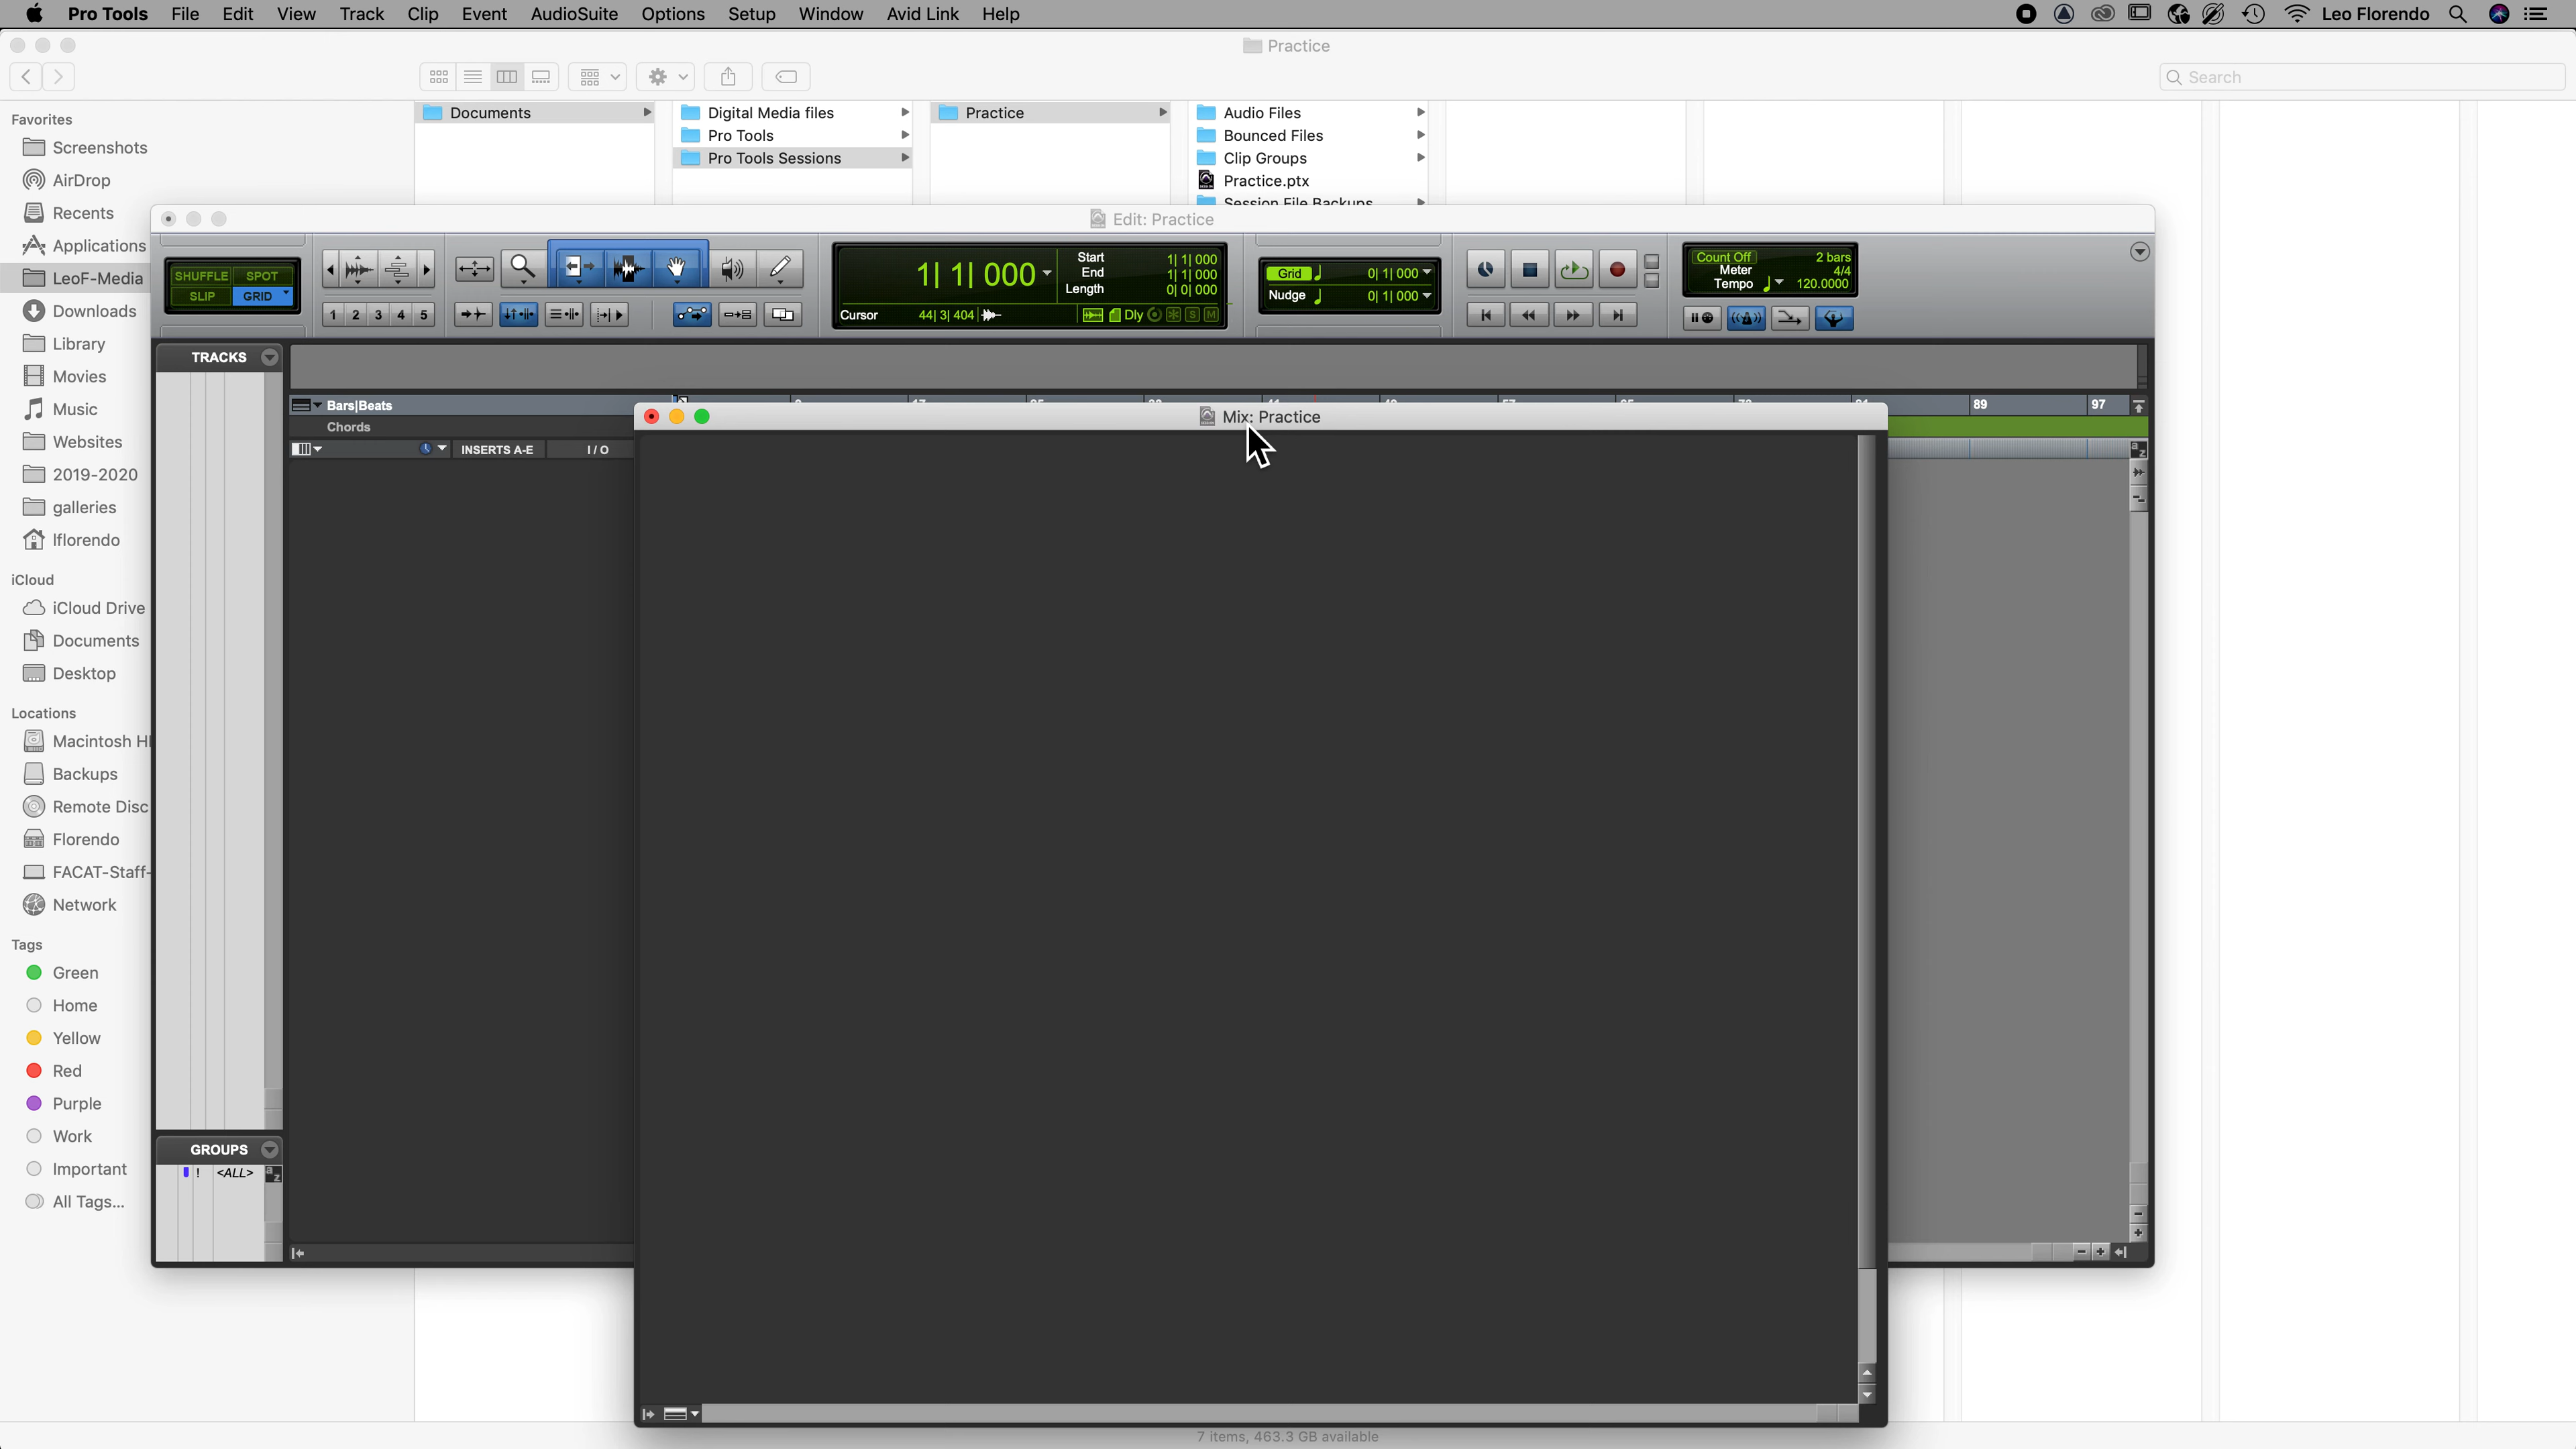 Pro Tools File Edit View Track Clip Event AudioSuite Options Setup Window Avid Link Help Leo Florendo
Practice
Search
Favorites
Screenshots
AirDrop
Recents
Applications
LeoF-Media
Downloads
Library
Movies
Music
Websites
2019-2020
galleries
lflorendo
iCloud
iCloud Drive
Documents
Desktop
Locations
Macintosh H
Backups
Remote Disc
Florendo
FACAT-Staff-
Network
Tags
Green
Home
Yellow
Red
Purple
Work
Important
All Tags...
Documents
Digital Media files
Pro Tools
Pro Tools Sessions
Practice
Audio Files
Bounced Files
Clip Groups
Practice.ptx
Session File Backups
Edit: Practice
SHUFFLE SPOT
SLIP GRID
1 2 3 4 5
1| 1| 000
Start 1| 1| 000
End 1| 1| 000
Length 0| 0| 000
Cursor 44| 3| 404 Dly S M
Grid 0| 1| 000
Nudge 0| 1| 000
Count Off 2 bars
Meter 4/4
Tempo 120.0000
TRACKS
Bars|Beats
89 97
Chords
INSERTS A-E I / O
a z
Mix: Practice
GROUPS
! <ALL> a z
7 items, 463.3 GB available